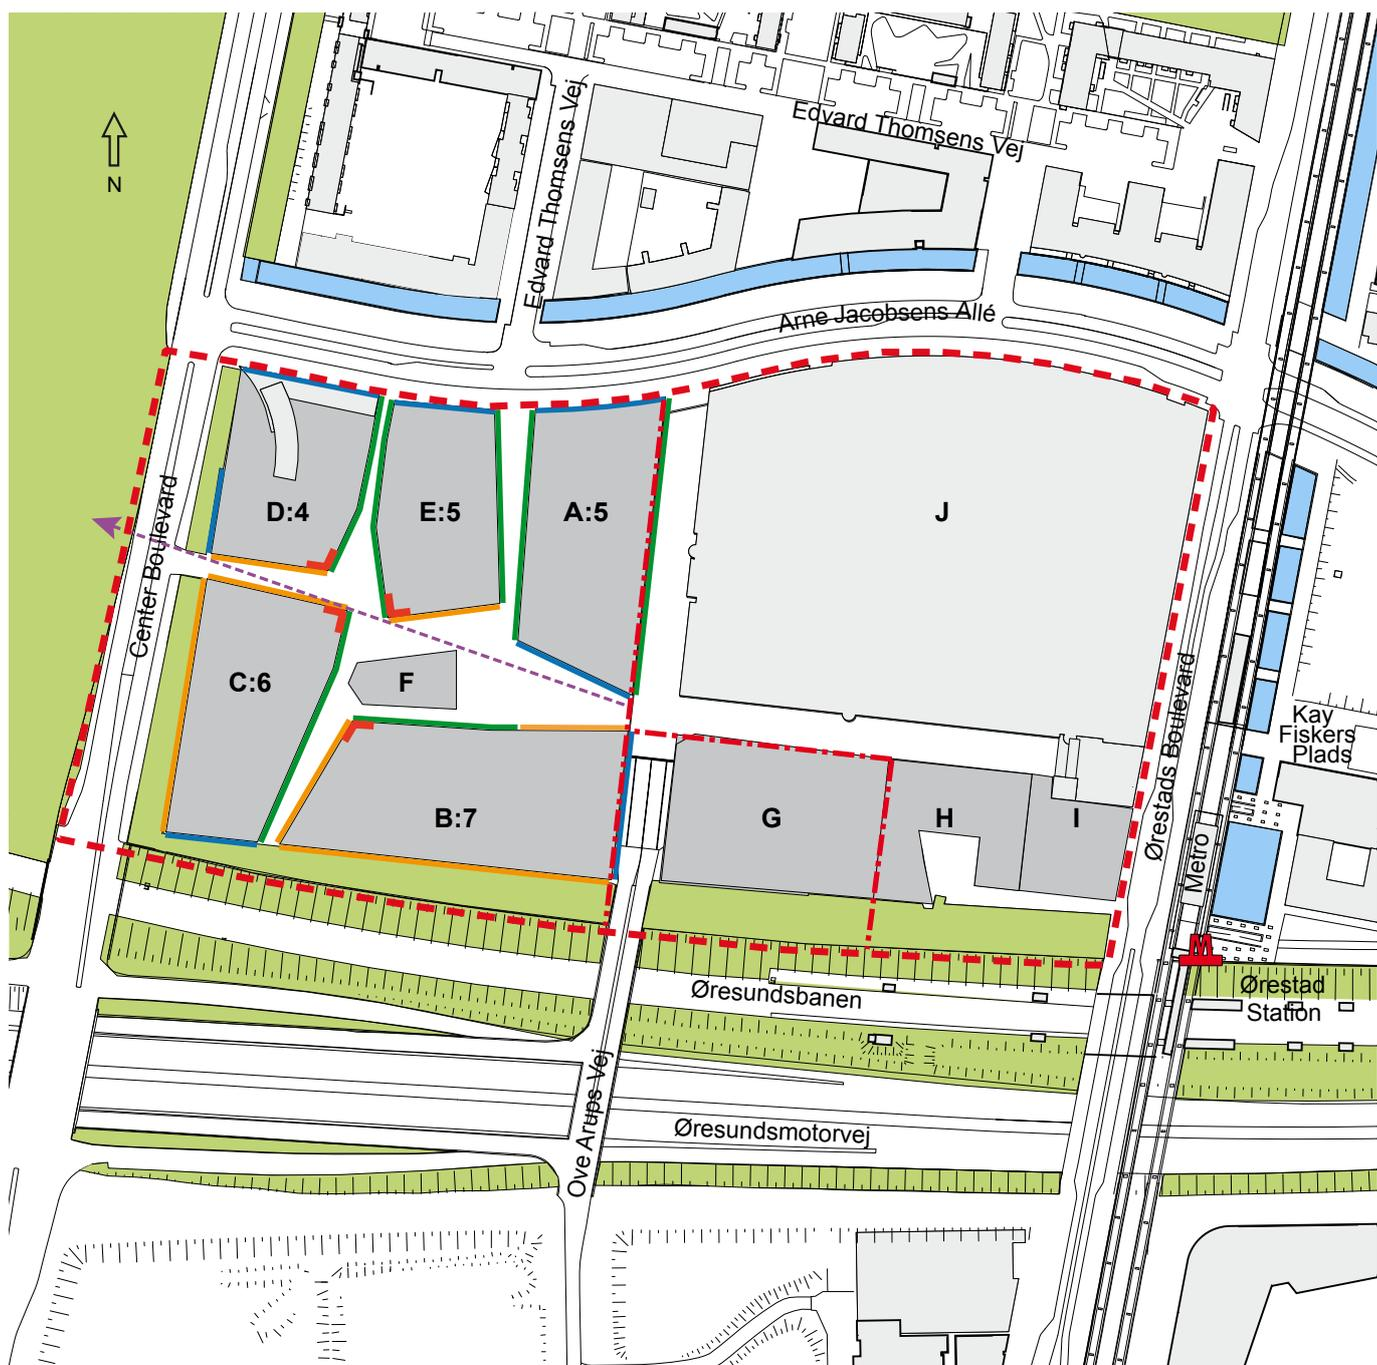 Edvard Thomsens Vej
Edvard Thomsens Vej
N
Arne Jacobsens Allé
D:4
E:5
A:5
J
Center Boulevard
C:6
F
Ørestads Boulevard
Kay
Fiskers
Plads
B:7
G
H
I
Metro
M
Øresundsbanen
Ørestad
Station
Ove Arups Vej
Øresundsmotorvej